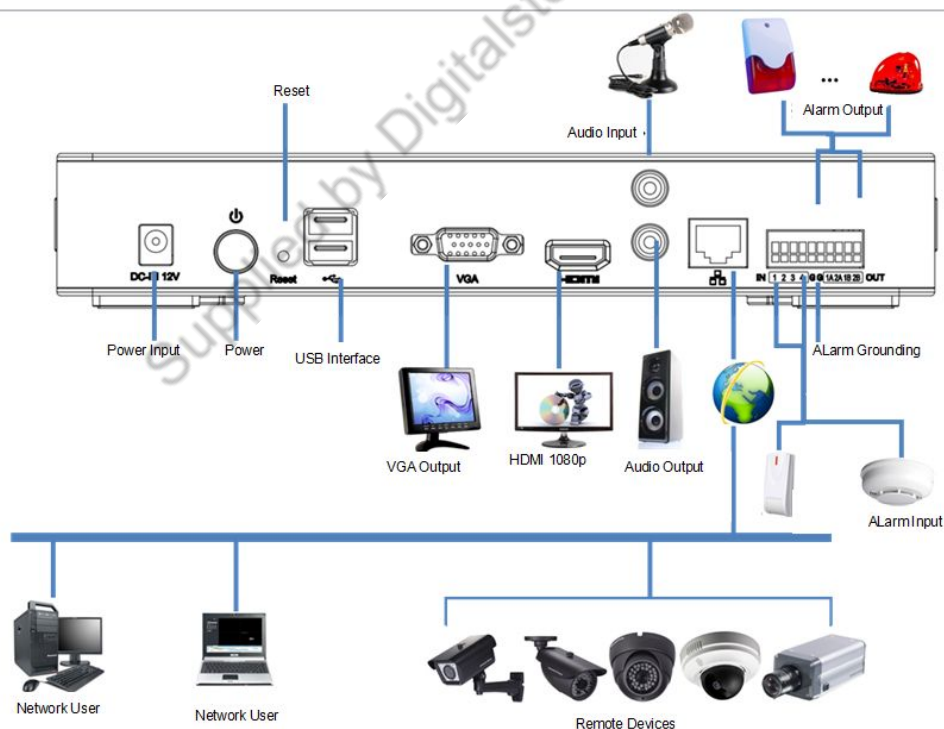 Supplied by Digitalsto
Reset
Audio Input
...
Alarm Output
DC-IN 12V
Reset
VGA
HDMI
IN 1 2 3 4 G G 1A 2A 1B 2B OUT
Power Input
Power
USB Interface
ALarm Grounding
VGA Output
HDMI 1080p
Audio Output
ALarm Input
Network User
Network User
Remote Devices